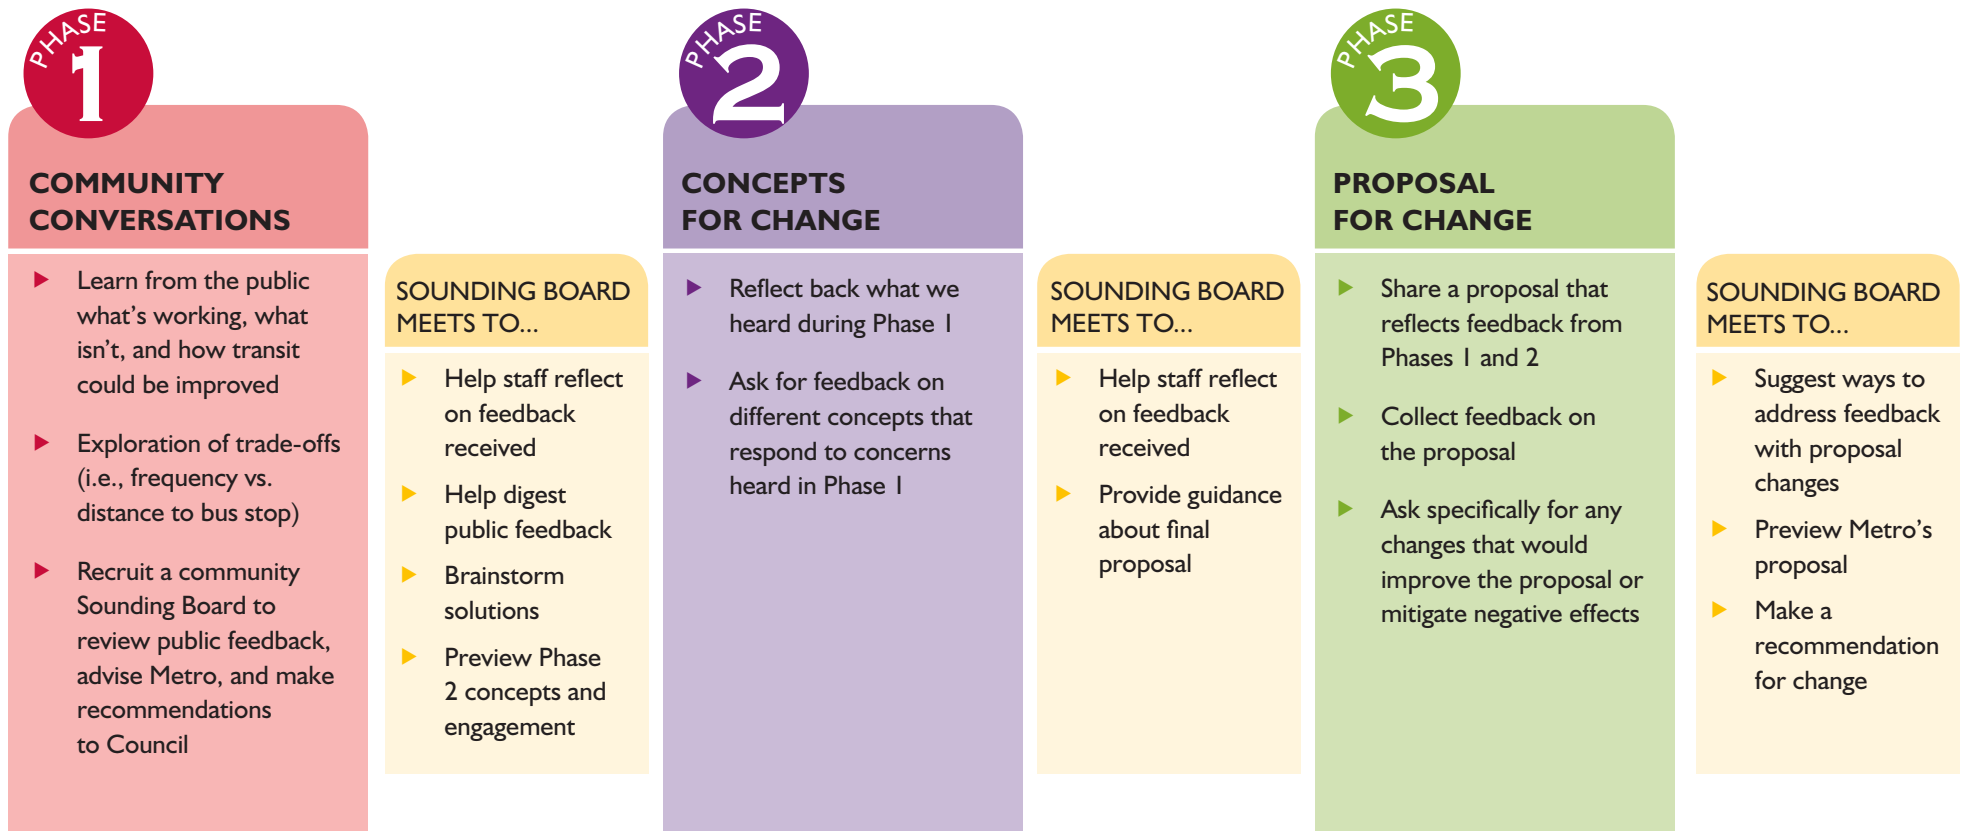 PHASE
1
COMMUNITY
CONVERSATIONS
Learn from the public
what’s working, what
isn’t, and how transit
could be improved
Exploration of trade-offs
(i.e., frequency vs.
distance to bus stop)
Recruit a community
Sounding Board to
review public feedback,
advise Metro, and make
recommendations
to Council
SOUNDING BOARD
MEETS TO...
Help staff reflect
on feedback
received
Help digest
public feedback
Brainstorm
solutions
Preview Phase
2 concepts and
engagement
PHASE
2
CONCEPTS
FOR CHANGE
Reflect back what we
heard during Phase 1
Ask for feedback on
different concepts that
respond to concerns
heard in Phase 1
SOUNDING BOARD
MEETS TO...
Help staff reflect
on feedback
received
Provide guidance
about final
proposal
PHASE
3
PROPOSAL
FOR CHANGE
Share a proposal that
reflects feedback from
Phases 1 and 2
Collect feedback on
the proposal
Ask specifically for any
changes that would
improve the proposal or
mitigate negative effects
SOUNDING BOARD
MEETS TO...
Suggest ways to
address feedback
with proposal
changes
Preview Metro’s
proposal
Make a
recommendation
for change